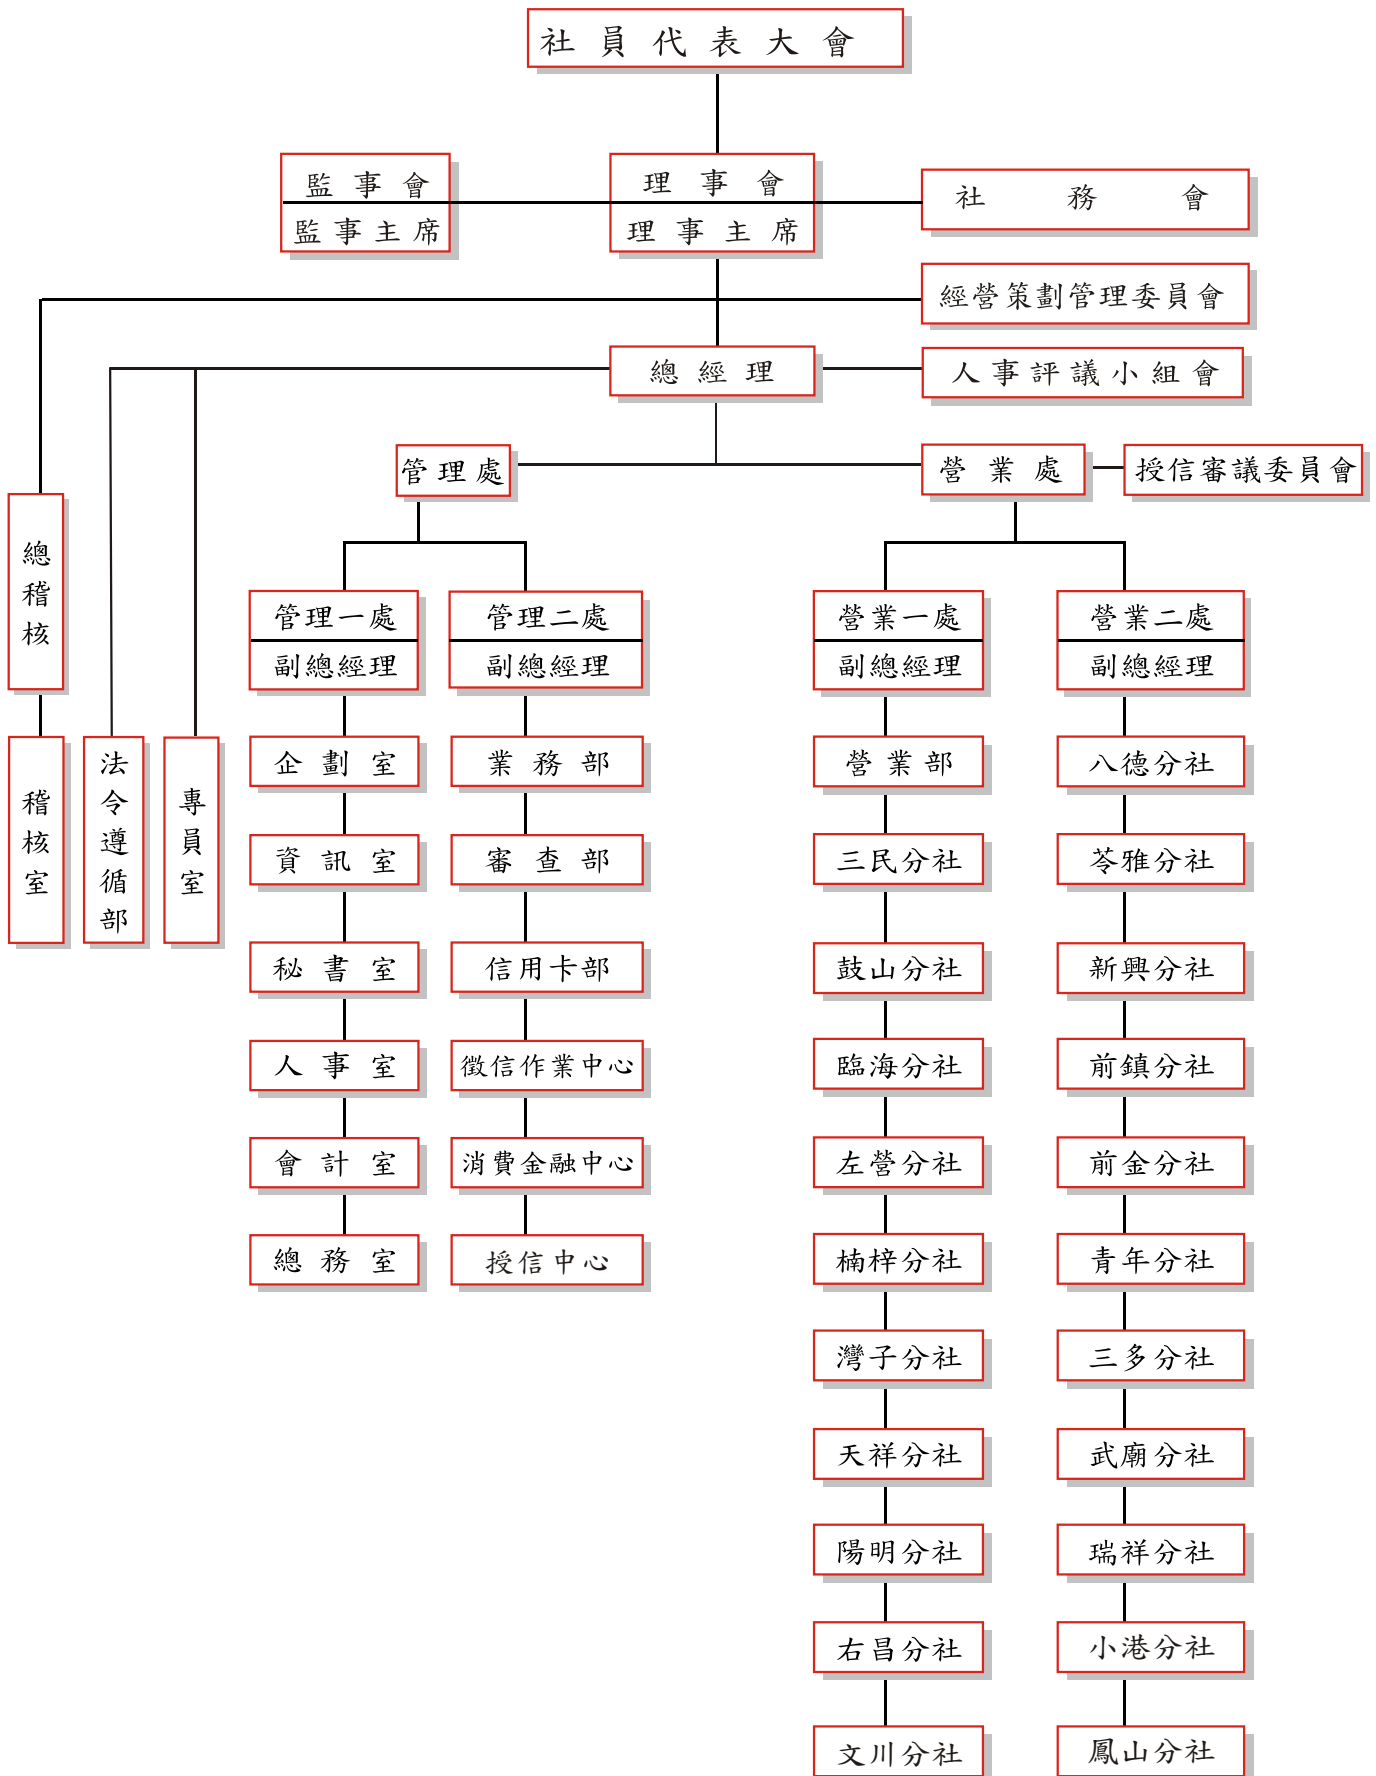 社員代表大會
監事會
監事主席
理事會
理事主席
社務會
經營策劃管理委員會
總經理
人事評議小組會
管理處
營業處
授信審議委員會
總稽核
稽核室
法令遵循部
專員室
管理一處
副總經理
企劃室
資訊室
秘書室
人事室
會計室
總務室
管理二處
副總經理
業務部
審查部
信用卡部
徵信作業中心
消費金融中心
授信中心
營業一處
副總經理
營業部
三民分社
鼓山分社
臨海分社
左營分社
楠梓分社
灣子分社
天祥分社
陽明分社
右昌分社
文川分社
營業二處
副總經理
八德分社
苓雅分社
新興分社
前鎮分社
前金分社
青年分社
三多分社
武廟分社
瑞祥分社
小港分社
鳳山分社